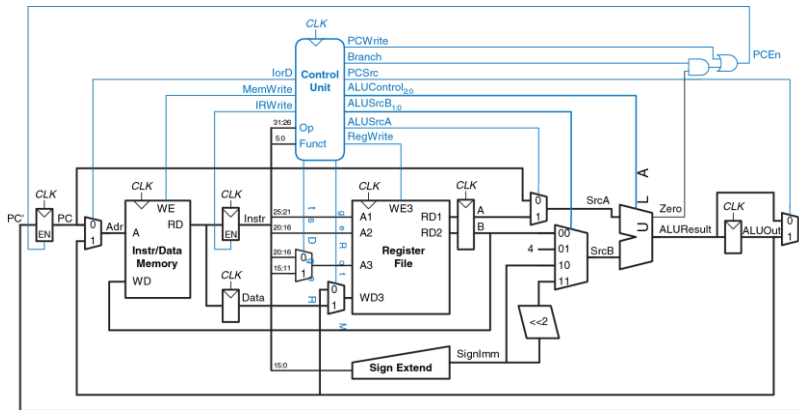 CLK
PCWrite
Branch
PCEn
IorD
Control
PCSrc
MemWrite
Unit
ALUControl2:0
IRWrite
ALUSrcB1:0
31:26
Op
ALUSrcA
5:0
Funct
RegWrite
CLK
CLK
CLK
CLK
CLK
CLK
PC'
PC
EN
0
1
Adr
WE
A
RD
Instr/Data
Memory
WD
EN
Instr
25:21
20:16
20:16
15:11
0
1
A1
A2
A3
WD3
WE3
RD1
RD2
Register
File
A
B
0
1
SrcA
4
00
01
10
11
SrcB
A
L
U
Zero
ALUResult
ALUOut
0
1
CLK
Data
0
1
t
s
D
g
e
R
g
e
R
o
t
M
<<2
SignImm
15:0
Sign Extend